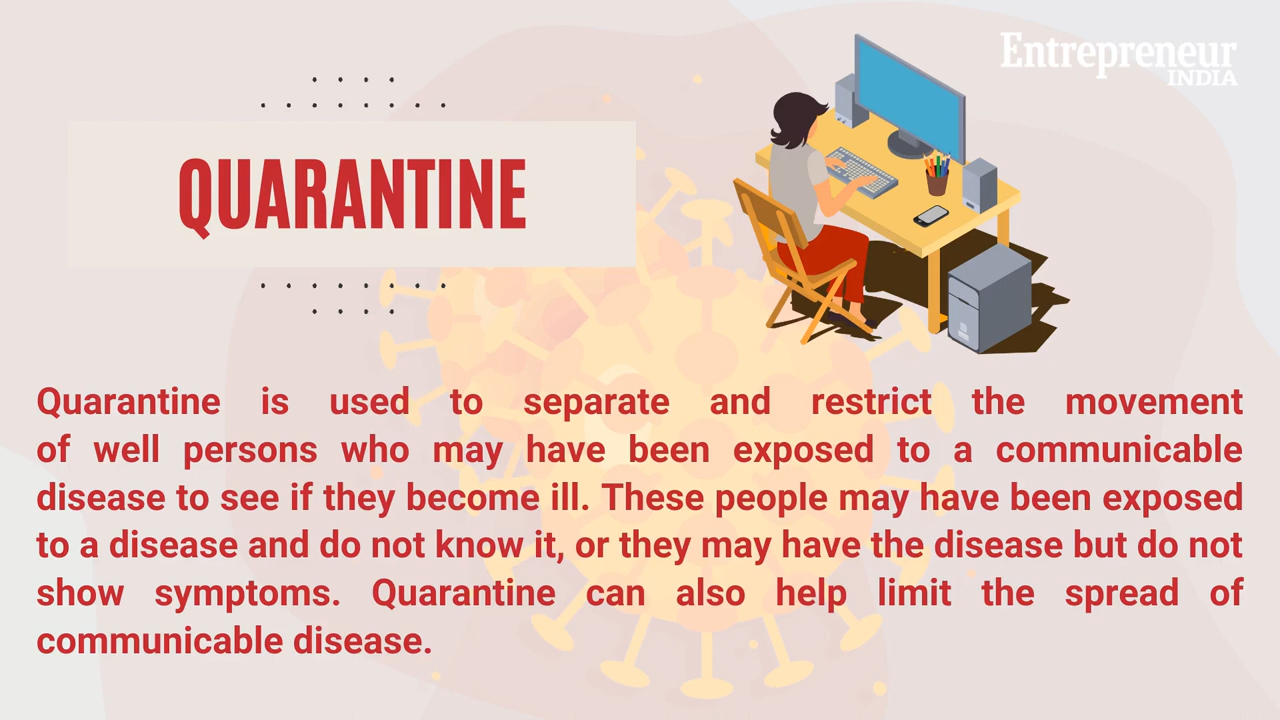 Entrepreneur
INDIA
QUARANTINE
Quarantine is used to separate and restrict the movement
of well persons who may have been exposed to a communicable
disease to see if they become ill. These people may have been exposed
to a disease and do not know it, or they may have the disease but do not
show symptoms. Quarantine can also help limit the spread of
communicable disease.